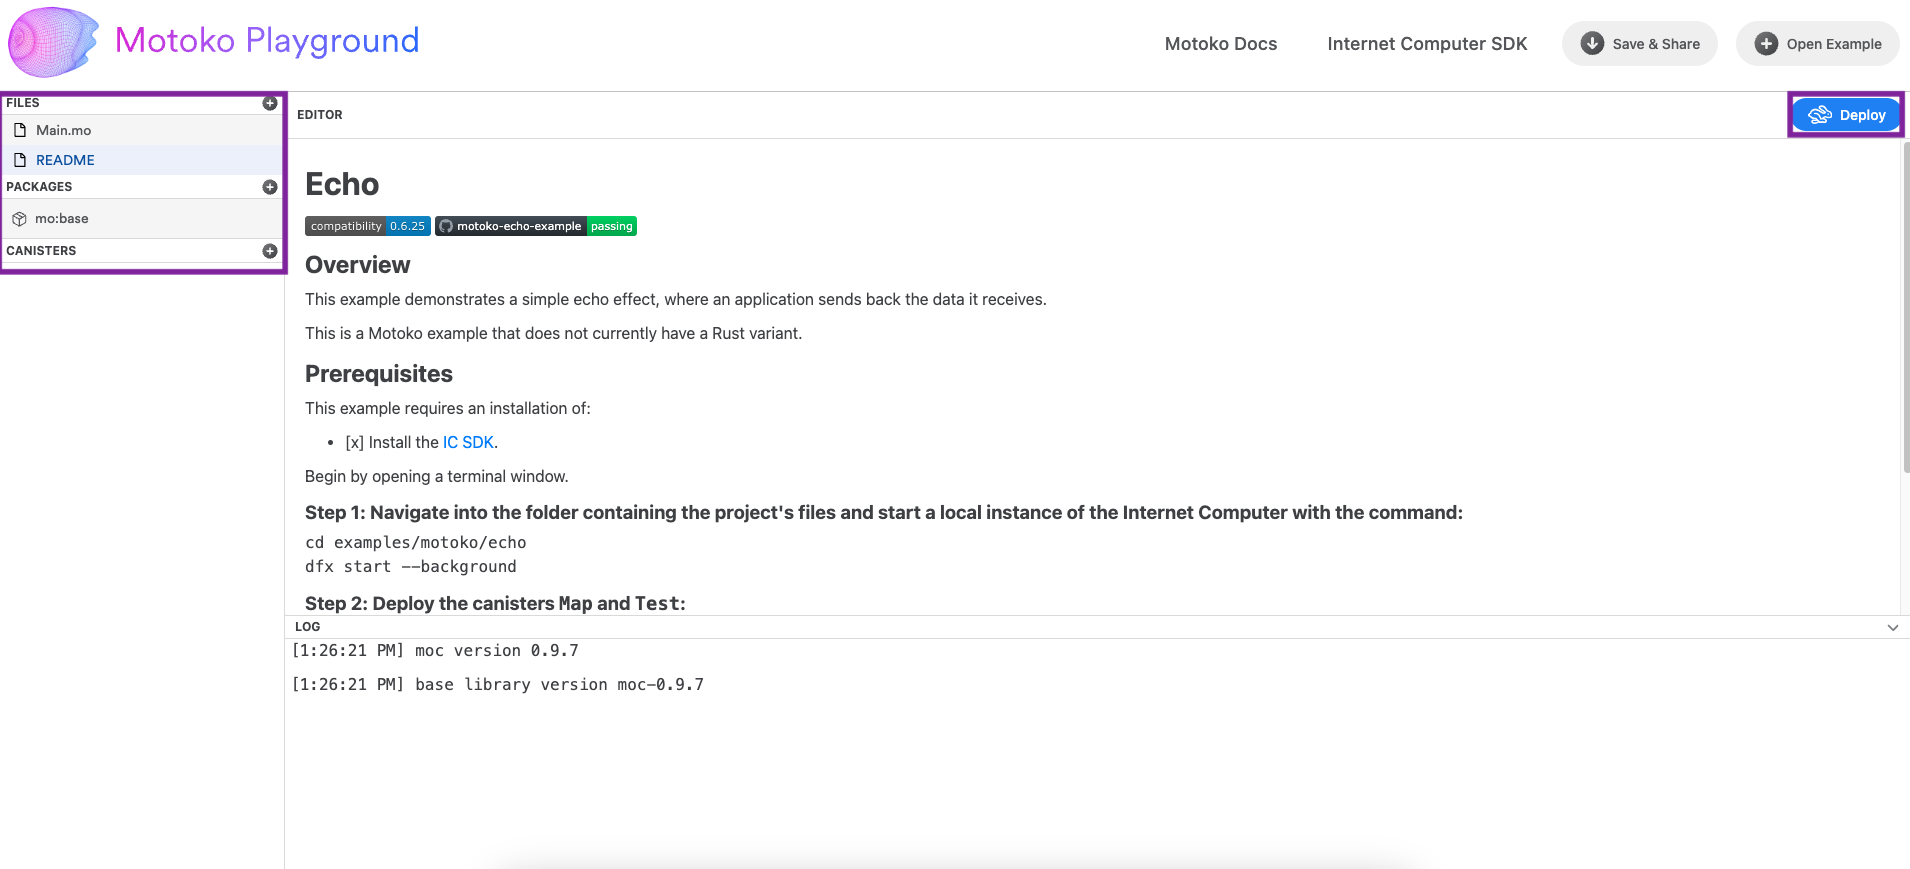 Motoko Playground
Motoko Docs
Internet Computer SDK
Save & Share
Open Example
FILES
Main.mo
README
PACKAGES
mo:base
CANISTERS
EDITOR
Deploy
Echo
compatibility 0.6.25 motoko-echo-example passing
Overview
This example demonstrates a simple echo effect, where an application sends back the data it receives.
This is a Motoko example that does not currently have a Rust variant.
Prerequisites
This example requires an installation of:
• [x] Install the IC SDK.
Begin by opening a terminal window.
Step 1: Navigate into the folder containing the project's files and start a local instance of the Internet Computer with the command:
cd examples/motoko/echo
dfx start --background
Step 2: Deploy the canisters Map and Test:
LOG
[1:26:21 PM] moc version 0.9.7
[1:26:21 PM] base library version moc-0.9.7